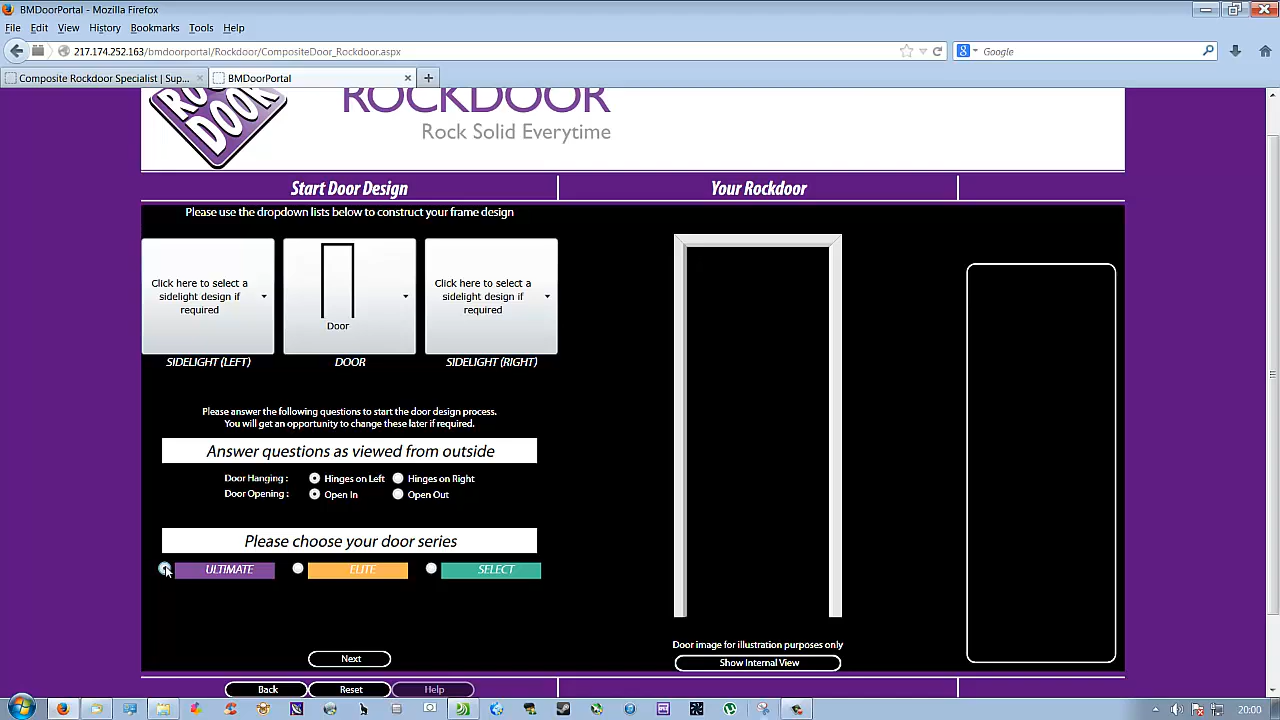 BMDoorPortal - Mozilla Firefox
File Edit View History Bookmarks Tools Help
217.174.252.163/bmdoorportal/Rockdoor/CompositeDoor_Rockdoor.aspx
Google
Composite Rockdoor Specialist | Sup...
BMDoorPortal
ROCK
DOOR
ROCKDOOR
Rock Solid Everytime
Start Door Design
Your Rockdoor
Please use the dropdown lists below to construct your frame design
Click here to select a
sidelight design if
required
Door
Click here to select a
sidelight design if
required
SIDELIGHT (LEFT)
DOOR
SIDELIGHT (RIGHT)
Please answer the following questions to start the door design process.
You will get an opportunity to change these later if required.
Answer questions as viewed from outside
Door Hanging : Hinges on Left Hinges on Right
Door Opening : Open In Open Out
Please choose your door series
ULTIMATE ELITE SELECT
Door image for illustration purposes only
Next
Show Internal View
Back Reset Help
20:00